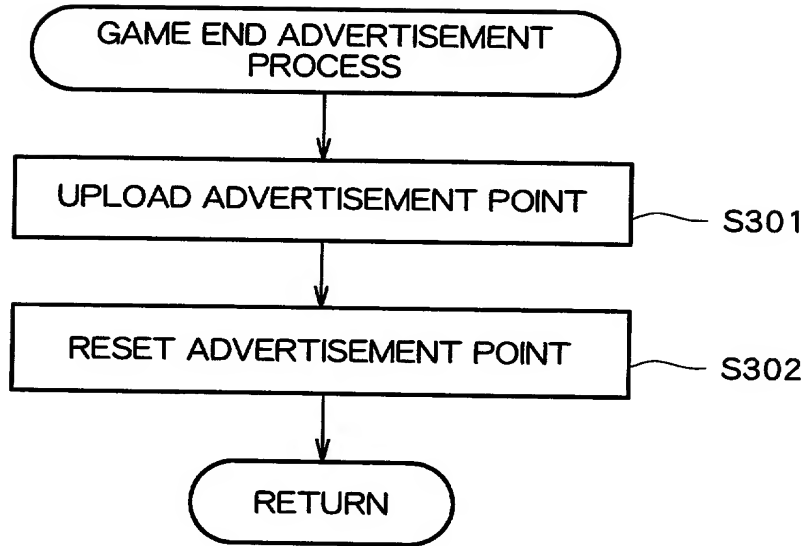 GAME END ADVERTISEMENT
PROCESS
UPLOAD ADVERTISEMENT POINT
S301
RESET ADVERTISEMENT POINT
S302
RETURN